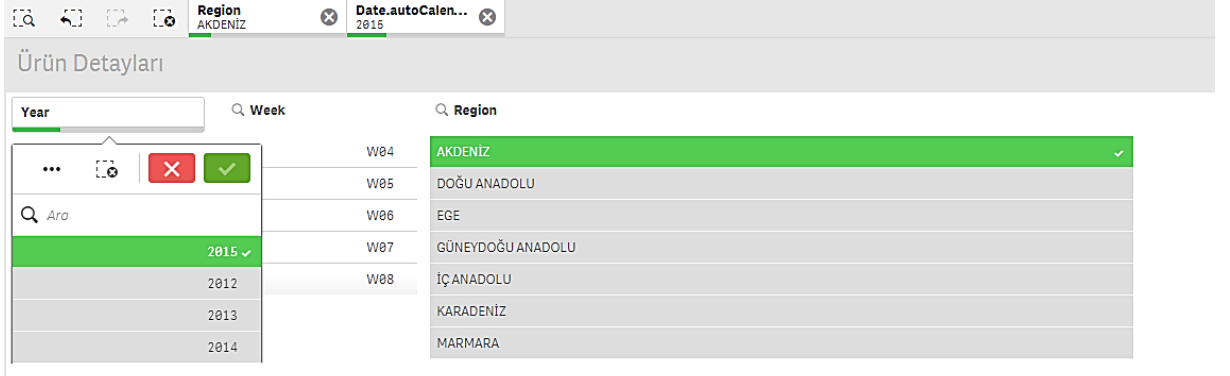 Region
AKDENİZ
Date.autoCalen...
2015
Ürün Detayları
Year
Week
Region
Ara
2015
2012
2013
2014
W04
W05
W06
W07
W08
AKDENİZ
DOĞU ANADOLU
EGE
GÜNEYDOĞU ANADOLU
İÇ ANADOLU
KARADENİZ
MARMARA